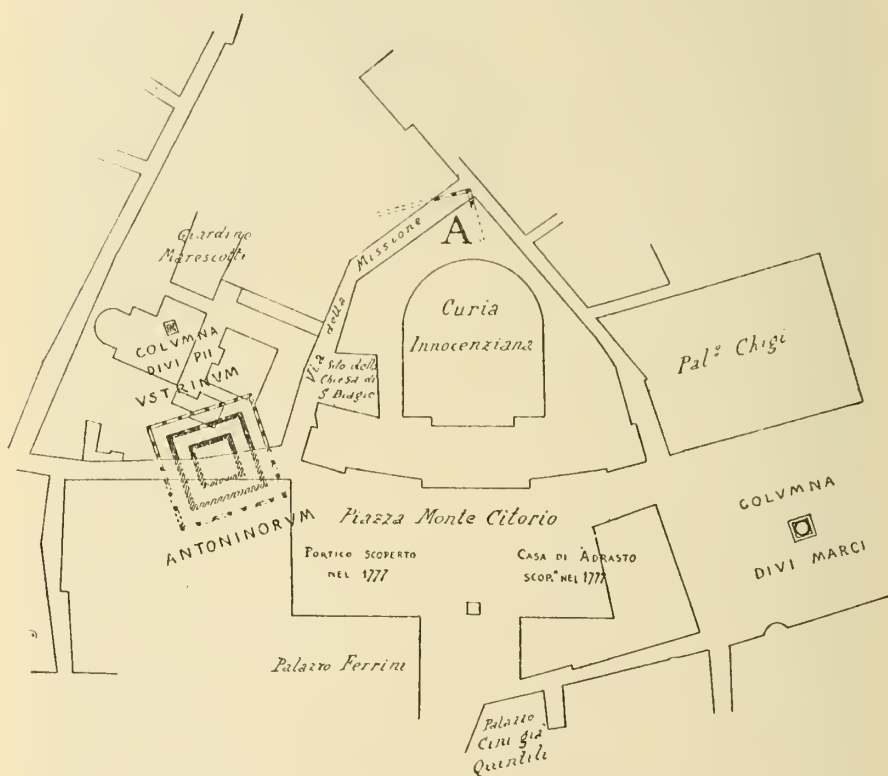 Giardino
Marescotti
COLVMNA
DIVI PII
VSTRINVM
ANTONINORVM
Via della Missione
A
Sito della
Chiesa di
S Biagio
Curia
Innocenziana
Pal.º Chigi
Piazza Monte Citorio
PORTICO SCOPERTO
NEL 1777
CASA DI ADRASTO
SCOP.ª NEL 1777
COLVMNA
DIVI MARCI
Palazzo Ferrini
Palazzo
Cini già
Quintili